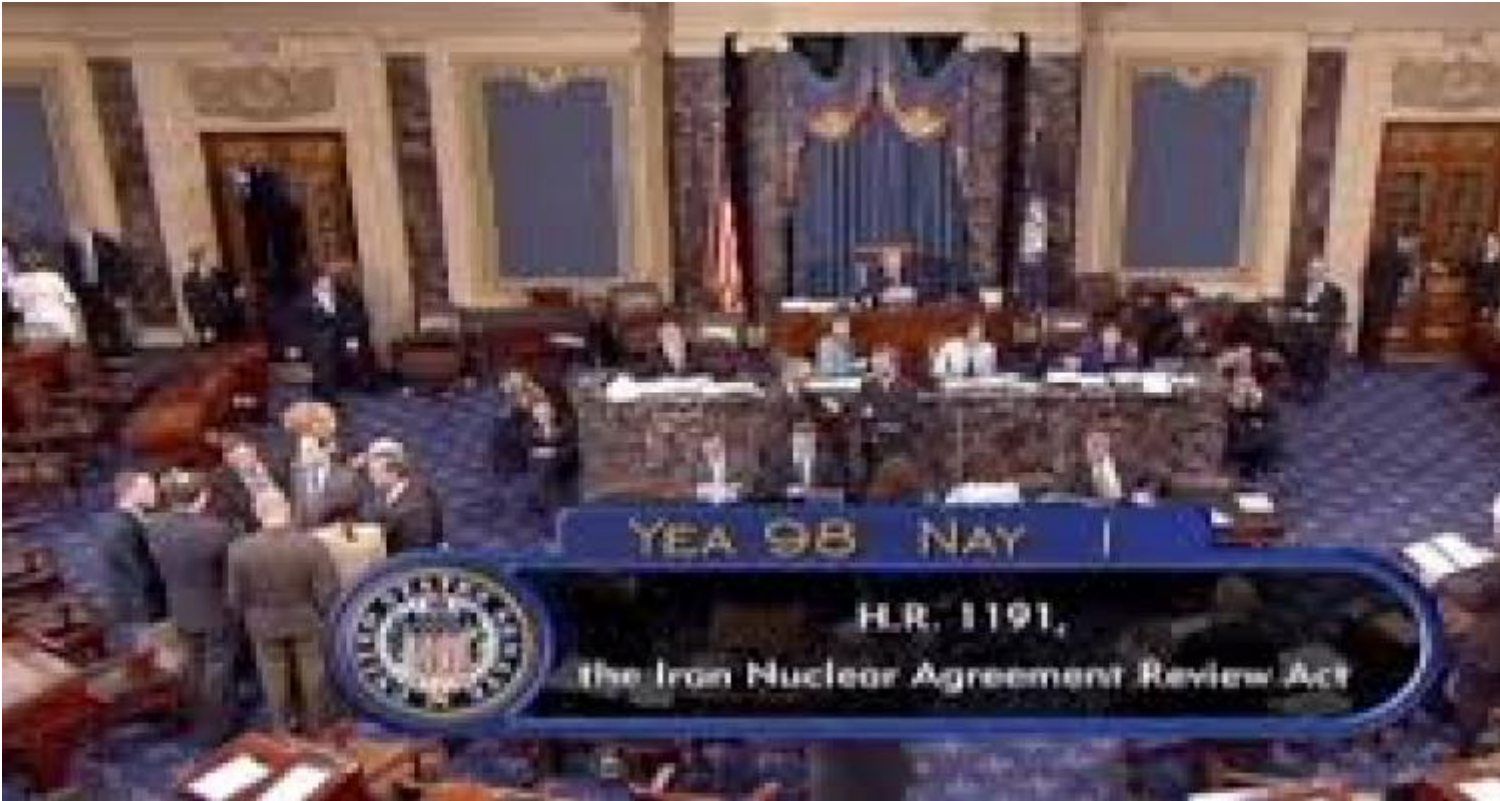 YEA 98 NAY 1
H.R. 1191,
the Iran Nuclear Agreement Review Act